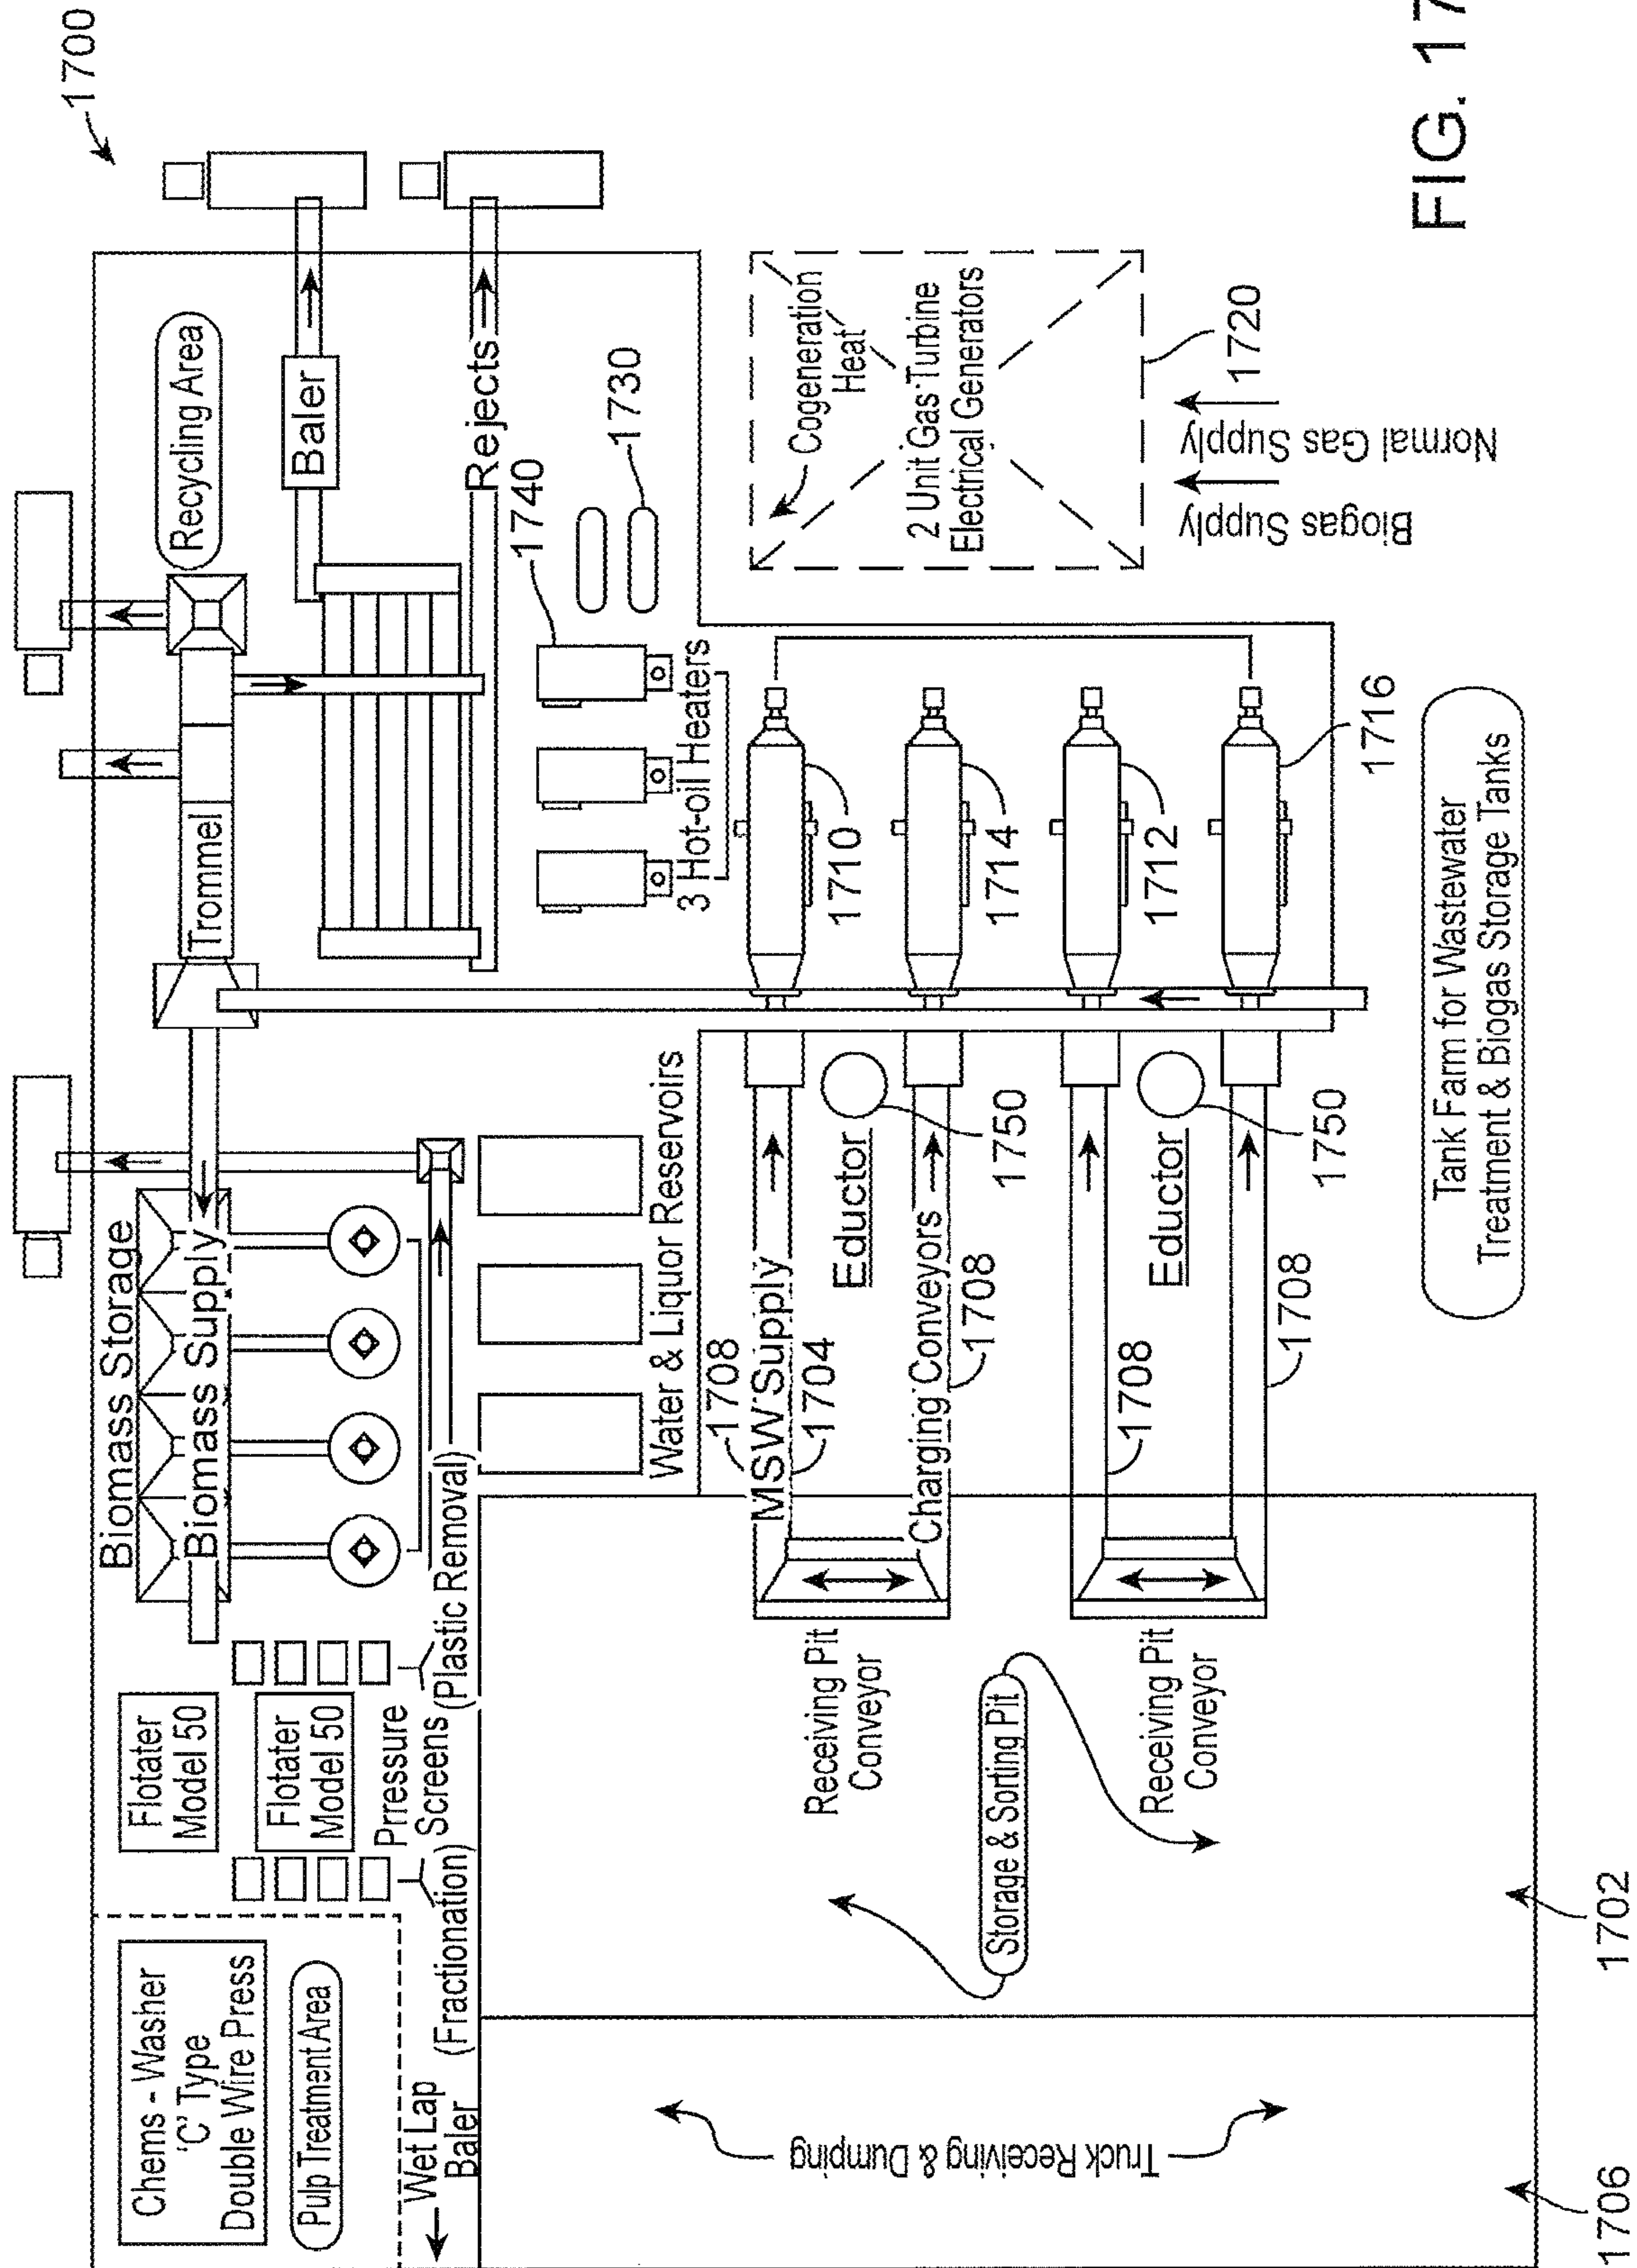 1700
Chems - Washer
'C' Type
Double Wire Press
Pulp Treatment Area
Wet Lap
Baler
(Fractionation)
Flotater
Model 50
Flotater
Model 50
Prressure
Screens
(Plastic Removal)
Biomass Storage
Biomass Supply
Trommel
Recycling Area
Baler
Rejects
1740
1730
3 Hot-oil Heaters
Water & Liquor Reservoirs
Cogeneration
Heat
2 Unit Gas Turbine
Electrical Generators
1720
Normal Gas Supply
Biogas Supply
1708
MSW Supply
1704
Charging Conveyors
1708
Eductor
1750
1708
Eductor
1750
1708
1710
1714
1712
1716
Receiving Pit
Conveyor
Storage & Sorting Pit
Receiving Pit
Conveyor
Truck Receiving & Dumping
Tank Farm for Wastewater
Treatment & Biogas Storage Tanks
1706
1702
FIG. 17